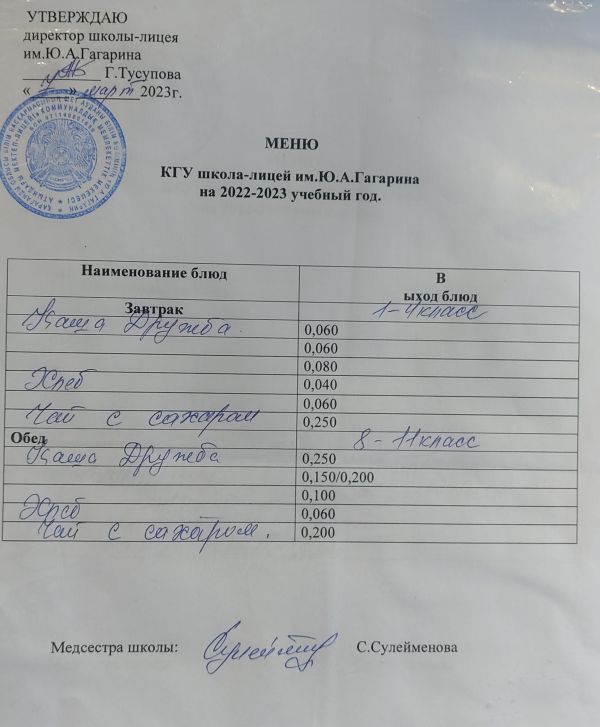 УТВЕРЖДАЮ
директор школы-лицея
им.Ю.А.Гагарина
__________ Г.Тусупова
« » март 2023г.
МЕНЮ
КГУ школа-лицей им.Ю.А.Гагарина
на 2022-2023 учебный год.
Наименование блюд В
ыход блюд
Завтрак 1-4 класс
Каша Дружба. 0,060
0,060
0,080
Хлеб 0,040
0,060
Чай с сахаром 0,250
Обед 8-11 класс
Каша Дружба 0,250
0,150/0,200
0,100
Хлеб 0,060
Чай с сахаром. 0,200
Медсестра школы: С.Сулейменова